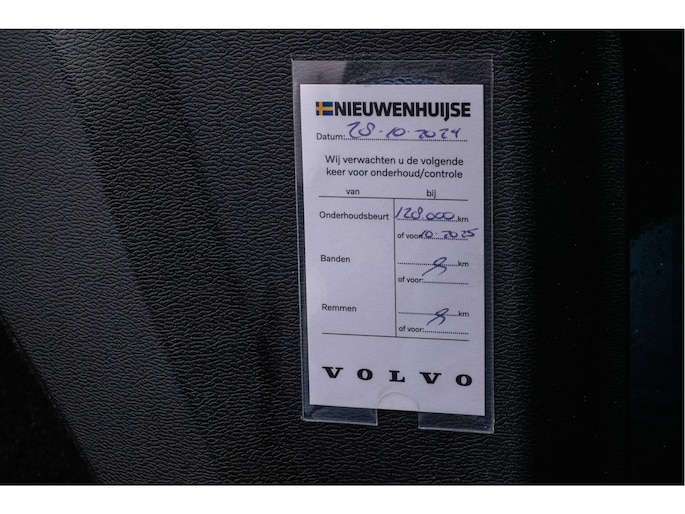 NIEUWENHUIJSE
Datum: 28-10-2024
Wij verwachten u de volgende
keer voor onderhoud/controle
van bij
Onderhoudsbeurt 128.000 km
of voor: 10-2025
Banden km
of voor:
Remmen km
of voor:
VOLVO